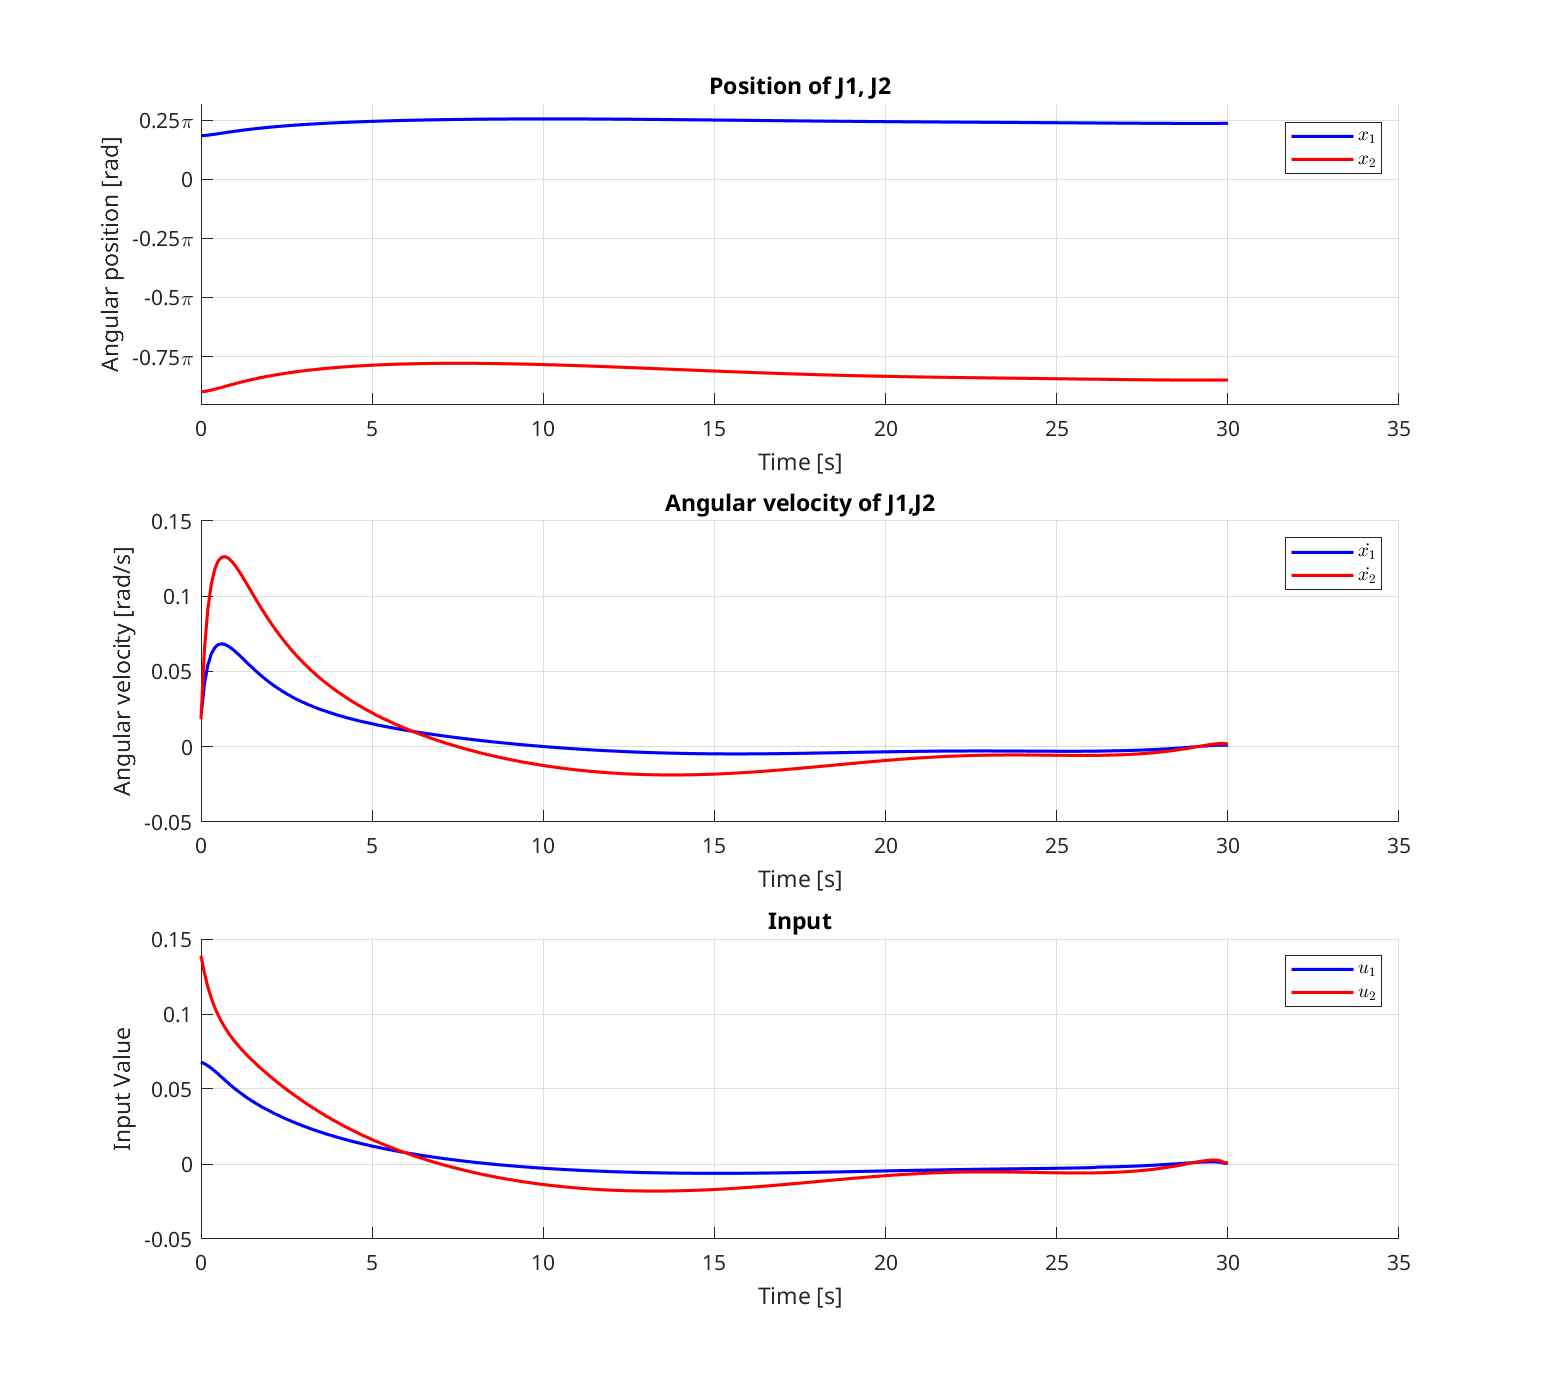 Position of J1, J2
Angular position [rad]
0.25π
0
-0.25π
-0.5π
-0.75π
x₁
x₂
0 5 10 15 20 25 30 35
Time [s]
Angular velocity of J1,J2
Angular velocity [rad/s]
0.15
0.1
0.05
0
-0.05
ẋ₁
ẋ₂
0 5 10 15 20 25 30 35
Time [s]
Input
Input Value
0.15
0.1
0.05
0
-0.05
u₁
u₂
0 5 10 15 20 25 30 35
Time [s]